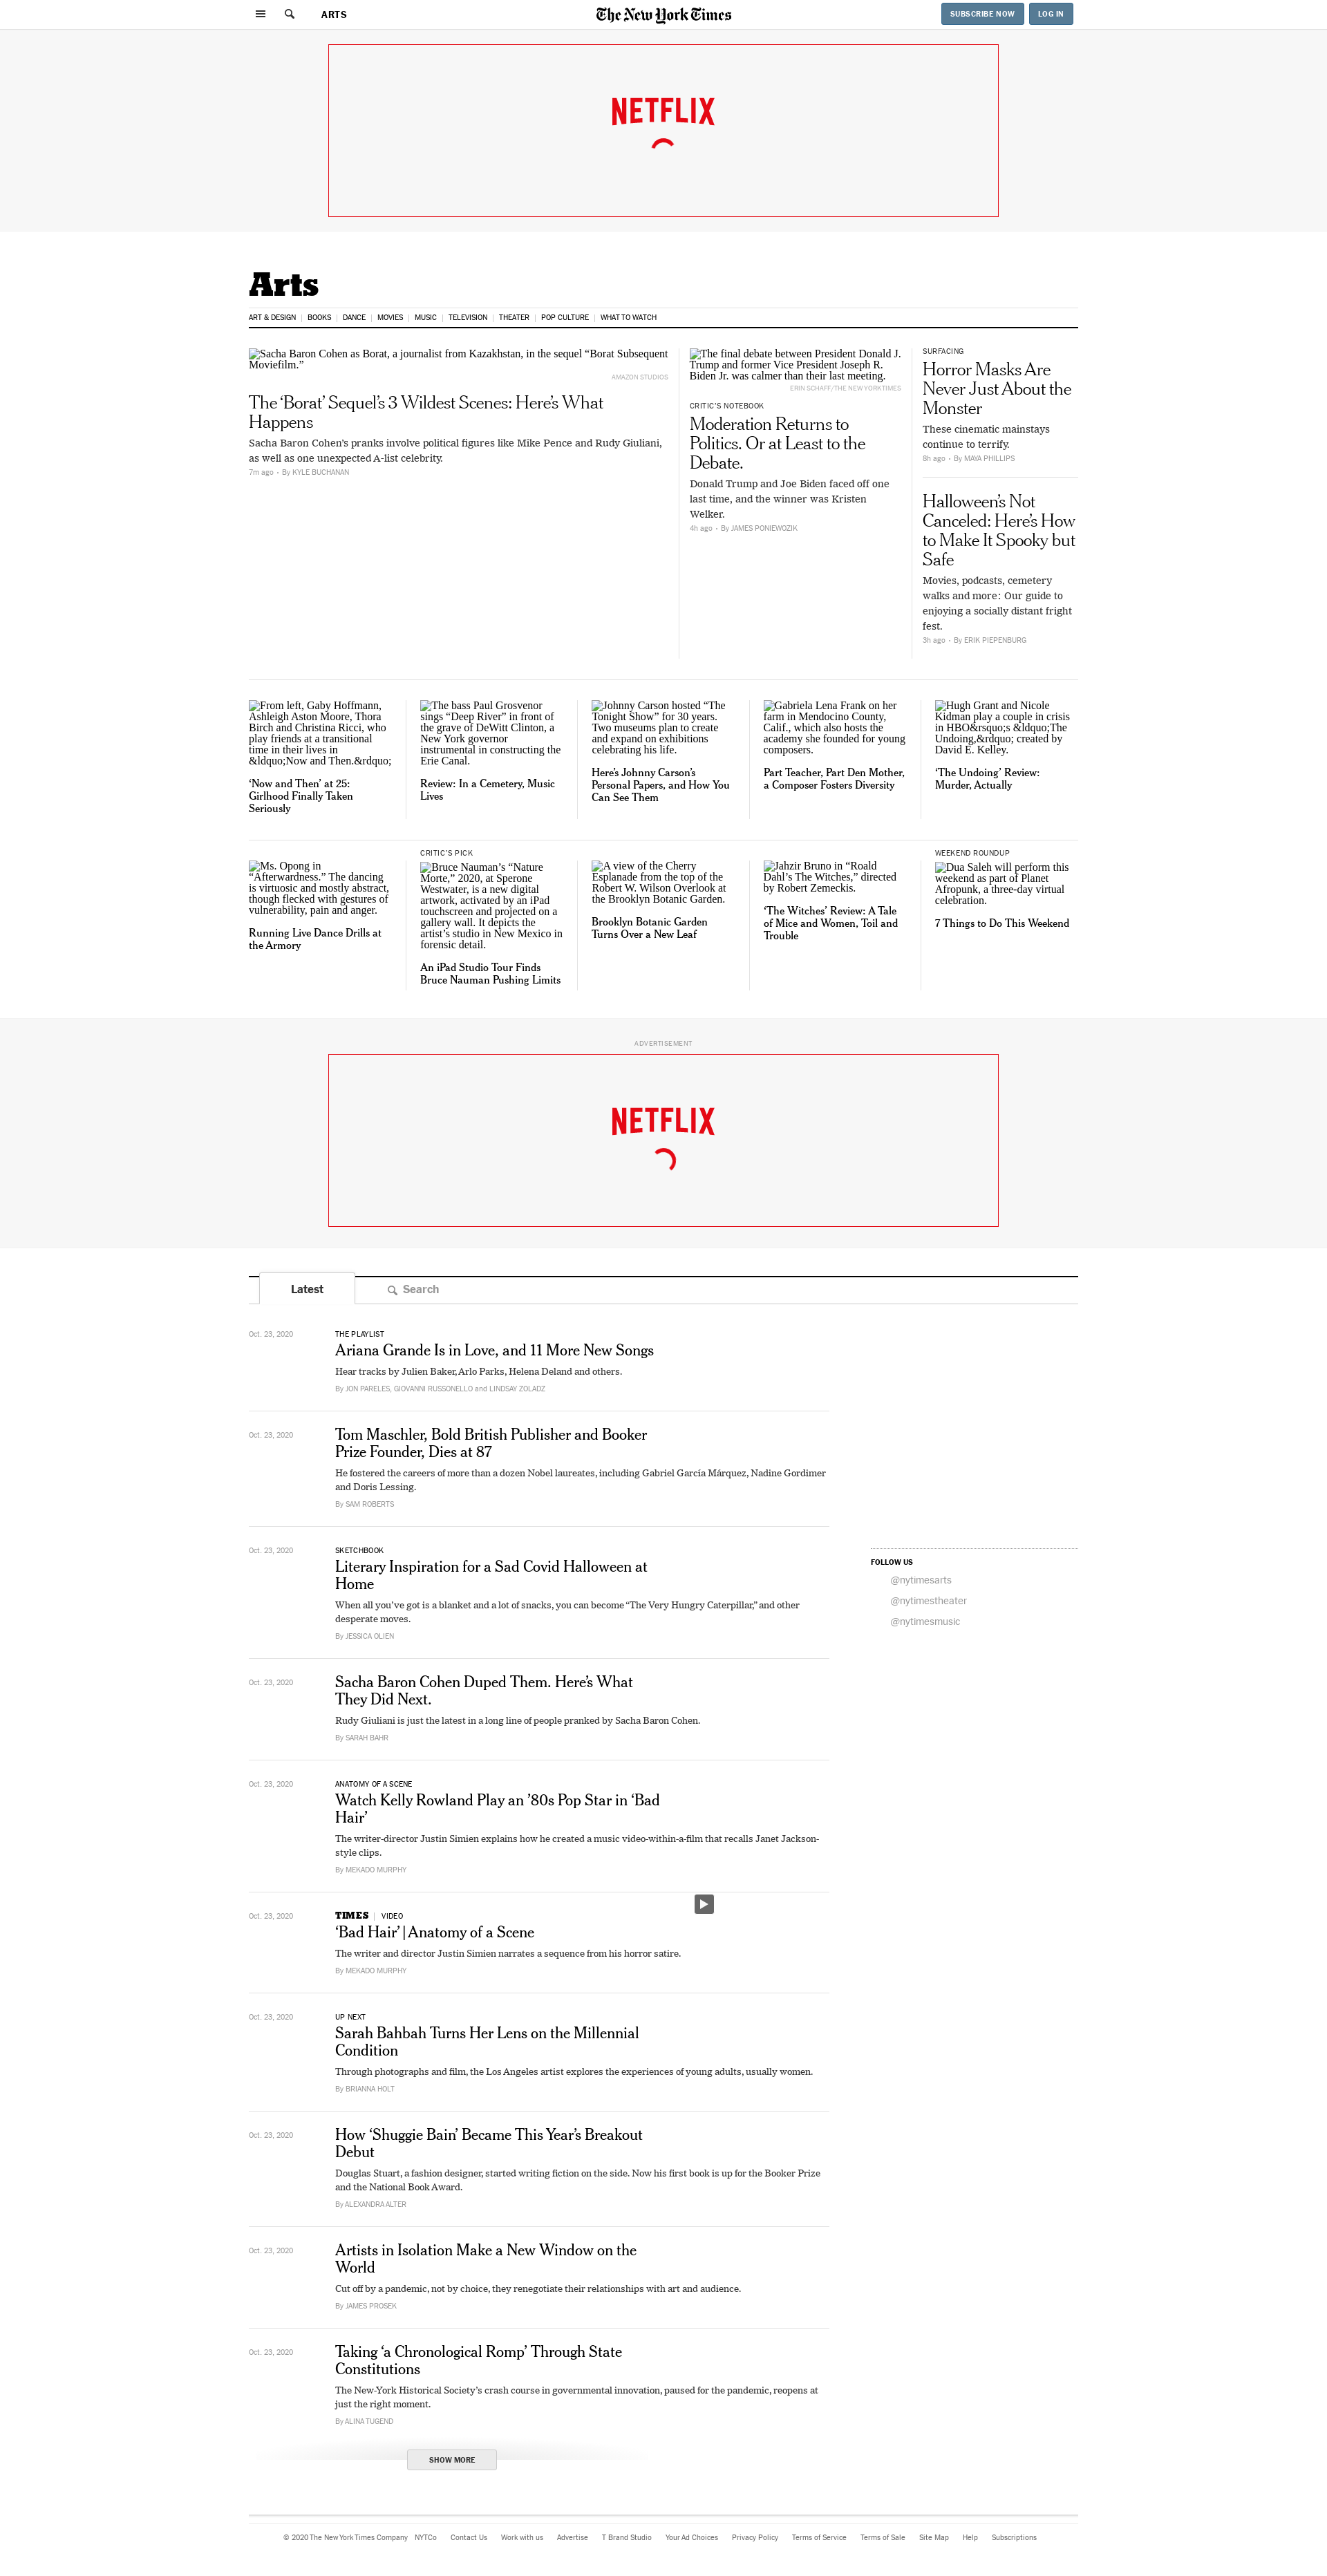 ARTS
The New York Times
SUBSCRIBE NOW
LOG IN
NETFLIX
Arts
ART & DESIGN
BOOKS
DANCE
MOVIES
MUSIC
TELEVISION
THEATER
POP CULTURE
WHAT TO WATCH
Sacha Baron Cohen as Borat, a journalist from Kazakhstan, in the sequel “Borat Subsequent
Moviefilm.”
AMAZON STUDIOS
The ‘Borat’ Sequel’s 3 Wildest Scenes: Here’s What
Happens
Sacha Baron Cohen’s pranks involve political figures like Mike Pence and Rudy Giuliani,
as well as one unexpected A-list celebrity.
7m ago • By KYLE BUCHANAN
The final debate between President Donald J.
Trump and former Vice President Joseph R.
Biden Jr. was calmer than their last meeting.
ERIN SCHAFF/THE NEW YORK TIMES
CRITIC’S NOTEBOOK
Moderation Returns to
Politics. Or at Least to the
Debate.
Donald Trump and Joe Biden faced off one
last time, and the winner was Kristen
Welker.
4h ago • By JAMES PONIEWOZIK
SURFACING
Horror Masks Are
Never Just About the
Monster
These cinematic mainstays
continue to terrify.
8h ago • By MAYA PHILLIPS
Halloween’s Not
Canceled: Here’s How
to Make It Spooky but
Safe
Movies, podcasts, cemetery
walks and more: Our guide to
enjoying a socially distant fright
fest.
3h ago • By ERIK PIEPENBURG
From left, Gaby Hoffmann,
Ashleigh Aston Moore, Thora
Birch and Christina Ricci, who
play friends at a transitional
time in their lives in
&ldquo;Now and Then.&rdquo;
‘Now and Then’ at 25:
Girlhood Finally Taken
Seriously
The bass Paul Grosvenor
sings “Deep River” in front of
the grave of DeWitt Clinton, a
New York governor
instrumental in constructing the
Erie Canal.
Review: In a Cemetery, Music
Lives
Johnny Carson hosted “The
Tonight Show” for 30 years.
Two museums plan to create
and expand on exhibitions
celebrating his life.
Here’s Johnny Carson’s
Personal Papers, and How You
Can See Them
Gabriela Lena Frank on her
farm in Mendocino County,
Calif., which also hosts the
academy she founded for young
composers.
Part Teacher, Part Den Mother,
a Composer Fosters Diversity
Hugh Grant and Nicole
Kidman play a couple in crisis
in HBO&rsquo;s &ldquo;The
Undoing,&rdquo; created by
David E. Kelley.
‘The Undoing’ Review:
Murder, Actually
Ms. Opong in
“Afterwardness.” The dancing
is virtuosic and mostly abstract,
though flecked with gestures of
vulnerability, pain and anger.
Running Live Dance Drills at
the Armory
CRITIC’S PICK
Bruce Nauman’s “Nature
Morte,” 2020, at Sperone
Westwater, is a new digital
artwork, activated by an iPad
touchscreen and projected on a
gallery wall. It depicts the
artist’s studio in New Mexico in
forensic detail.
An iPad Studio Tour Finds
Bruce Nauman Pushing Limits
A view of the Cherry
Esplanade from the top of the
Robert W. Wilson Overlook at
the Brooklyn Botanic Garden.
Brooklyn Botanic Garden
Turns Over a New Leaf
Jahzir Bruno in “Roald
Dahl’s The Witches,” directed
by Robert Zemeckis.
‘The Witches’ Review: A Tale
of Mice and Women, Toil and
Trouble
WEEKEND ROUNDUP
Dua Saleh will perform this
weekend as part of Planet
Afropunk, a three-day virtual
celebration.
7 Things to Do This Weekend
ADVERTISEMENT
NETFLIX
Latest
Search
Oct. 23, 2020
THE PLAYLIST
Ariana Grande Is in Love, and 11 More New Songs
Hear tracks by Julien Baker, Arlo Parks, Helena Deland and others.
By JON PARELES, GIOVANNI RUSSONELLO and LINDSAY ZOLADZ
Oct. 23, 2020
Tom Maschler, Bold British Publisher and Booker
Prize Founder, Dies at 87
He fostered the careers of more than a dozen Nobel laureates, including Gabriel García Márquez, Nadine Gordimer
and Doris Lessing.
By SAM ROBERTS
Oct. 23, 2020
SKETCHBOOK
Literary Inspiration for a Sad Covid Halloween at
Home
When all you’ve got is a blanket and a lot of snacks, you can become “The Very Hungry Caterpillar,” and other
desperate moves.
By JESSICA OLIEN
Oct. 23, 2020
Sacha Baron Cohen Duped Them. Here’s What
They Did Next.
Rudy Giuliani is just the latest in a long line of people pranked by Sacha Baron Cohen.
By SARAH BAHR
Oct. 23, 2020
ANATOMY OF A SCENE
Watch Kelly Rowland Play an ’80s Pop Star in ‘Bad
Hair’
The writer-director Justin Simien explains how he created a music video-within-a-film that recalls Janet Jackson-
style clips.
By MEKADO MURPHY
Oct. 23, 2020
TIMES | VIDEO
‘Bad Hair’ | Anatomy of a Scene
The writer and director Justin Simien narrates a sequence from his horror satire.
By MEKADO MURPHY
Oct. 23, 2020
UP NEXT
Sarah Bahbah Turns Her Lens on the Millennial
Condition
Through photographs and film, the Los Angeles artist explores the experiences of young adults, usually women.
By BRIANNA HOLT
Oct. 23, 2020
How ‘Shuggie Bain’ Became This Year’s Breakout
Debut
Douglas Stuart, a fashion designer, started writing fiction on the side. Now his first book is up for the Booker Prize
and the National Book Award.
By ALEXANDRA ALTER
Oct. 23, 2020
Artists in Isolation Make a New Window on the
World
Cut off by a pandemic, not by choice, they renegotiate their relationships with art and audience.
By JAMES PROSEK
Oct. 23, 2020
Taking ‘a Chronological Romp’ Through State
Constitutions
The New-York Historical Society’s crash course in governmental innovation, paused for the pandemic, reopens at
just the right moment.
By ALINA TUGEND
SHOW MORE
FOLLOW US
@nytimesarts
@nytimestheater
@nytimesmusic
© 2020 The New York Times Company
NYTCo
Contact Us
Work with us
Advertise
T Brand Studio
Your Ad Choices
Privacy Policy
Terms of Service
Terms of Sale
Site Map
Help
Subscriptions